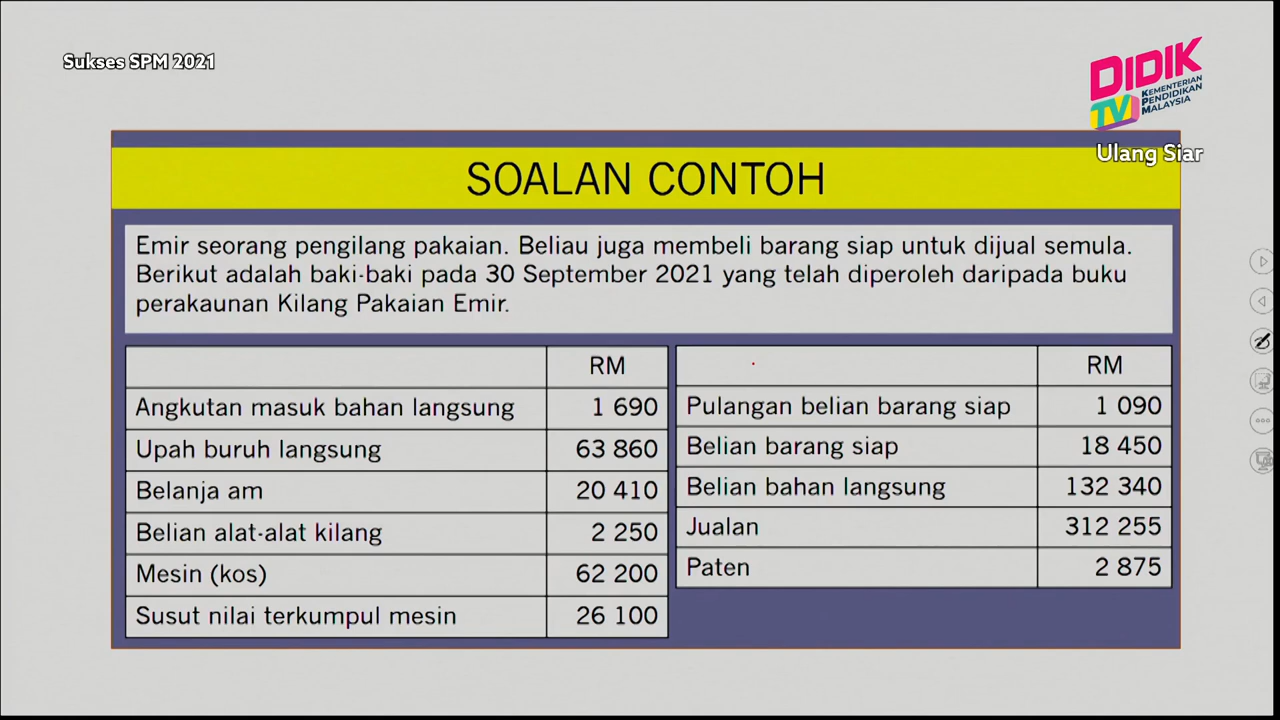 Sukses SPM 2021
DIDIK
TV
KEMENTERIAN
PENDIDIKAN
MALAYSIA
Ulang Siar
SOALAN CONTOH
Emir seorang pengilang pakaian. Beliau juga membeli barang siap untuk dijual semula.
Berikut adalah baki-baki pada 30 September 2021 yang telah diperoleh daripada buku
perakaunan Kilang Pakaian Emir.
RM
Angkutan masuk bahan langsung 1 690
Upah buruh langsung 63 860
Belanja am 20 410
Belian alat-alat kilang 2 250
Mesin (kos) 62 200
Susut nilai terkumpul mesin 26 100
RM
Pulangan belian barang siap 1 090
Belian barang siap 18 450
Belian bahan langsung 132 340
Jualan 312 255
Paten 2 875